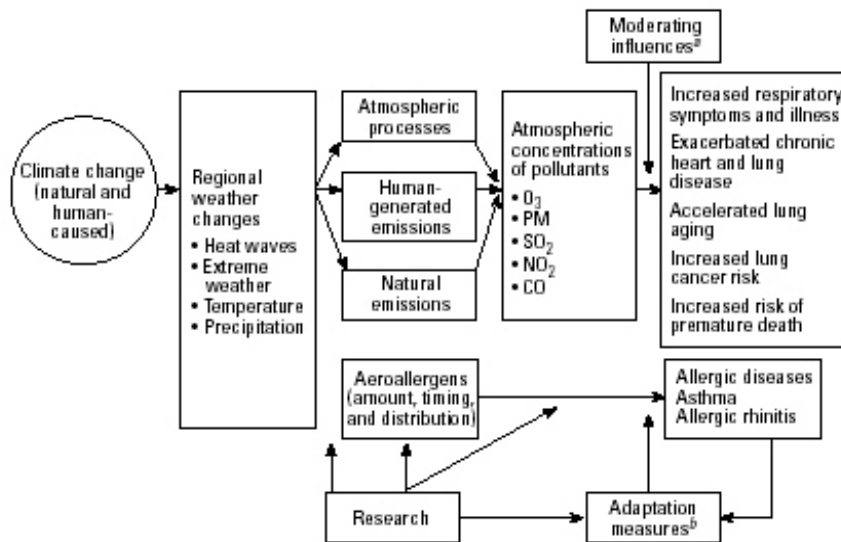 Moderating
influencesᵃ
Climate change
(natural and
human-
caused)
Regional
weather
changes
• Heat waves
• Extreme
weather
• Temperature
• Precipitation
Atmospheric
processes
Human-
generated
emissions
Natural
emissions
Atmospheric
concentrations
of pollutants
• O₃
• PM
• SO₂
• NO₂
• CO
Increased respiratory
symptoms and illness
Exacerbated chronic
heart and lung
disease
Accelerated lung
aging
Increased lung
cancer risk
Increased risk of
premature death
Aeroallergens
(amount, timing,
and distribution)
Allergic diseases
Asthma
Allergic rhinitis
Research
Adaptation
measuresᵇ